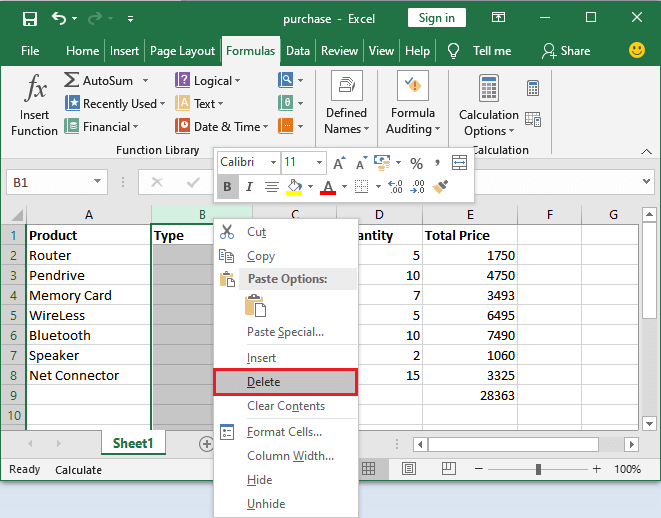 purchase - Excel
Sign in
File Home Insert Page Layout Formulas Data Review View Help Tell me Share
fx
Insert Function
Σ AutoSum
Recently Used
Financial
? Logical
A Text
Date & Time
θ
Function Library
Defined Names
Formula Auditing
Calculation Options
Calculation
Calibri 11 A A %
B I A .00 .0
B1
A B C D E F G
1 Product Type antity Total Price
2 Router 5 1750
3 Pendrive 10 4750
4 Memory Card 7 3493
5 WireLess 5 6495
6 Bluetooth 10 7490
7 Speaker 2 1060
8 Net Connector 15 3325
9 28363
10
Cut
Copy
Paste Options:
Paste Special...
Insert
Delete
Clear Contents
Format Cells...
Column Width...
Hide
Unhide
Sheet1
Ready Calculate 100%